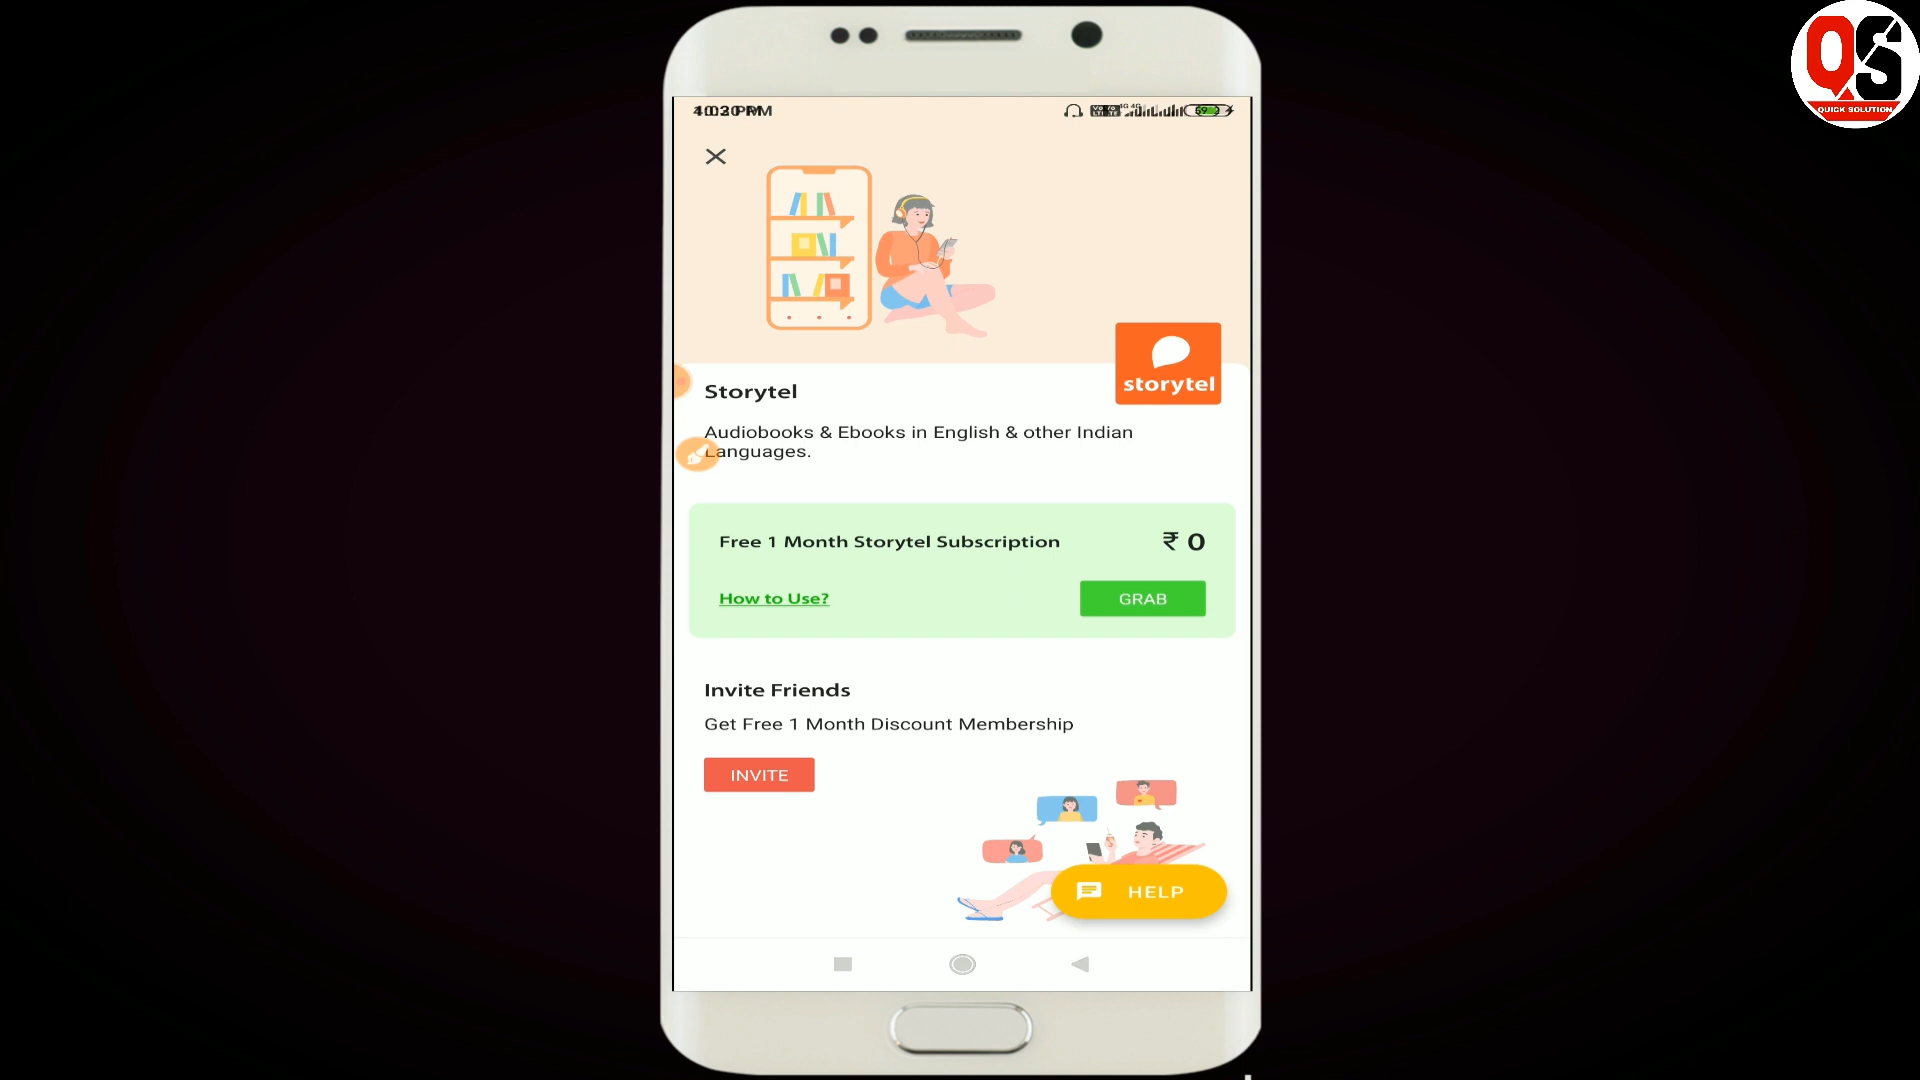 QS
QUICK SOLUTION
storytel
Storytel
Audiobooks & Ebooks in English & other Indian
Languages.
Free 1 Month Storytel Subscription ₹ 0
How to Use? GRAB
Invite Friends
Get Free 1 Month Discount Membership
INVITE
HELP